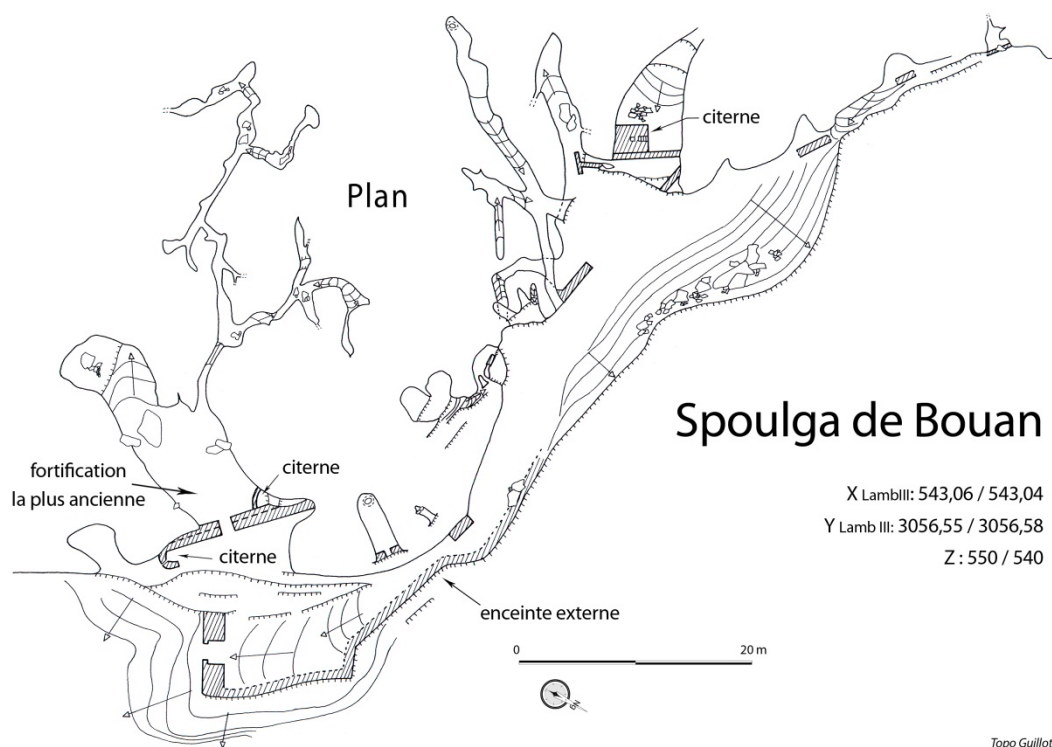 citerne
Plan
Spoulga de Bouan
fortification
la plus ancienne
citerne
X LambIII: 543,06 / 543,04
Y Lamb III: 3056,55 / 3056,58
Z : 550 / 540
citerne
enceinte externe
0
20 m
NG
Topo Guillot